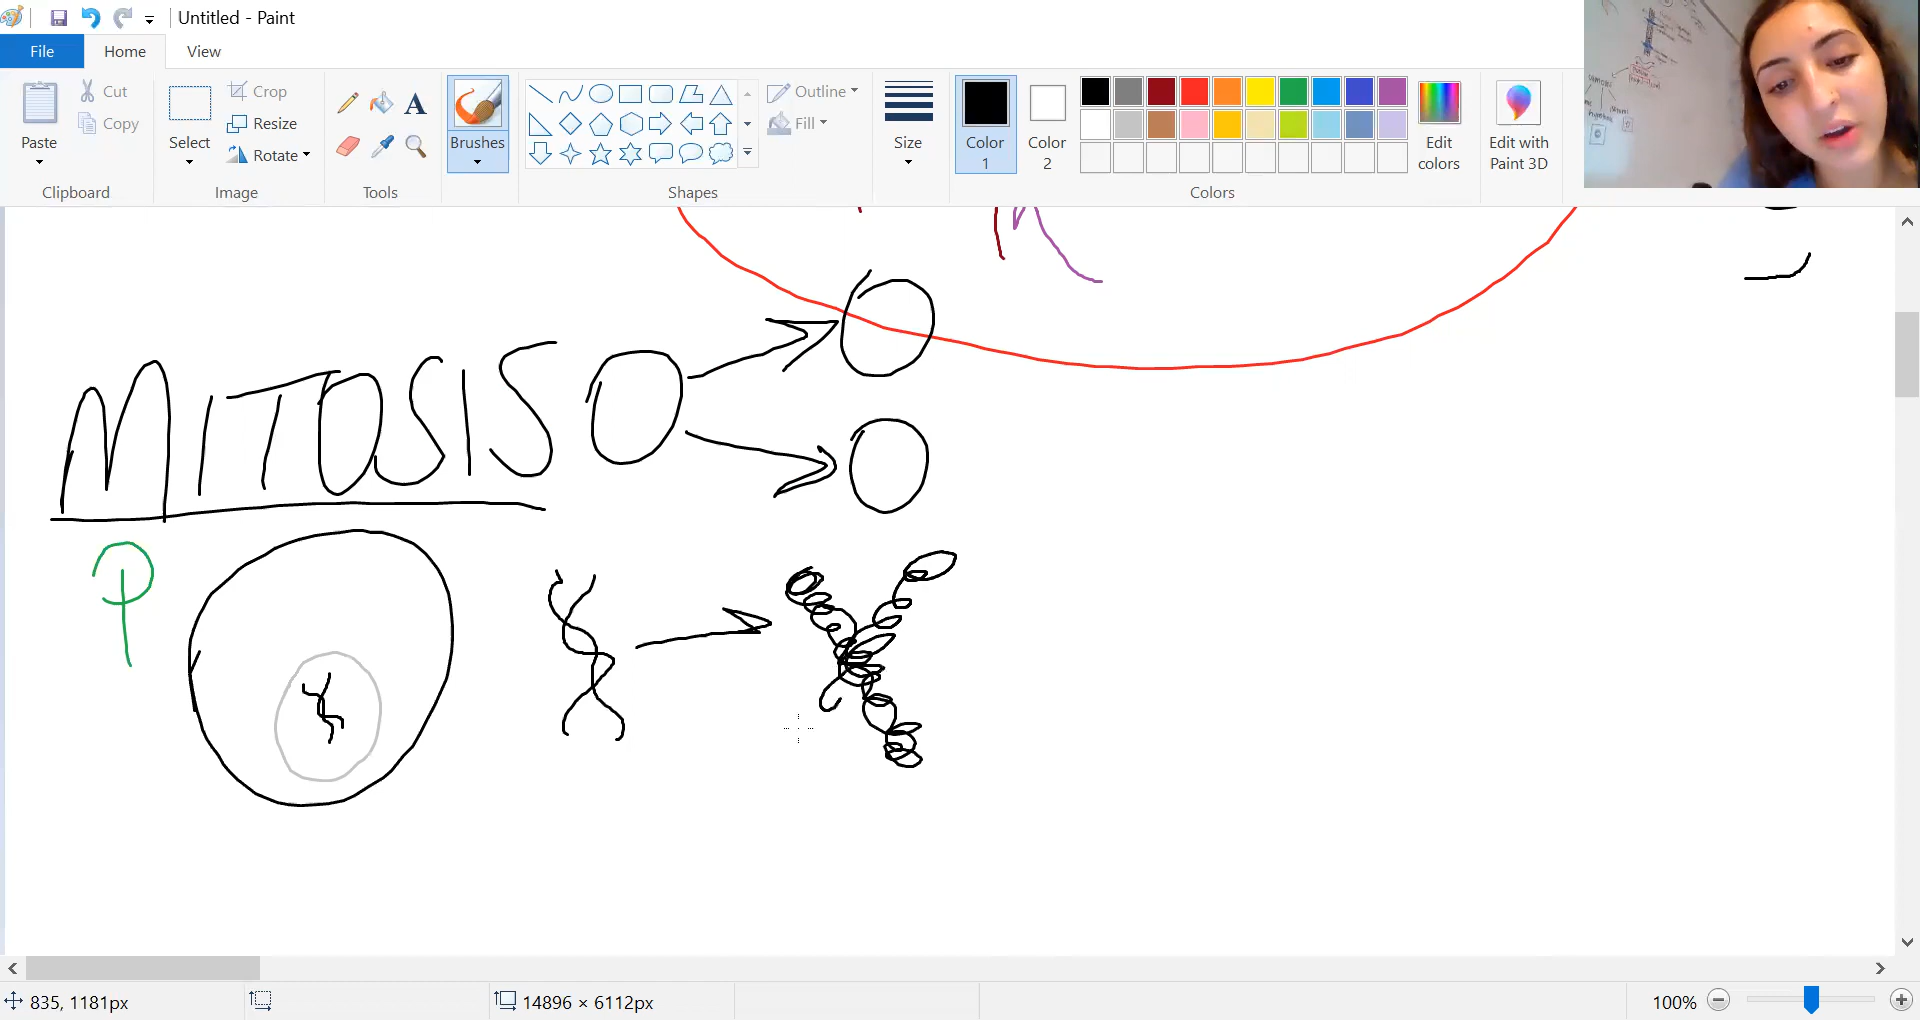 Untitled - Paint
File Home View
Paste
Cut
Copy
Clipboard
Select
Crop
Resize
Rotate
Image
A
Tools
Brushes
Shapes
Outline
Fill
Size
Color 1
Color 2
Colors
Edit colors
Edit with Paint 3D
MITOSIS
P
835, 1181px
14896 × 6112px
100%